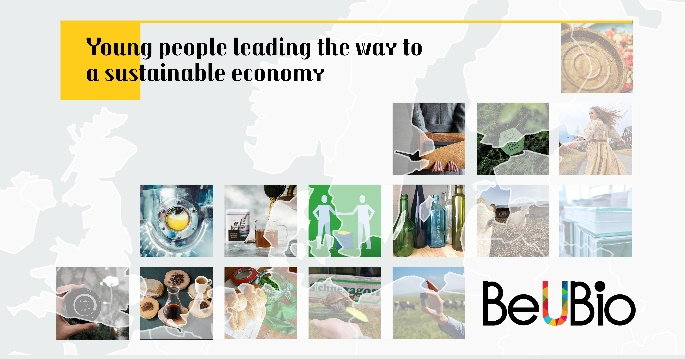 Young people leading the way to
a sustainable economy
BeUBio